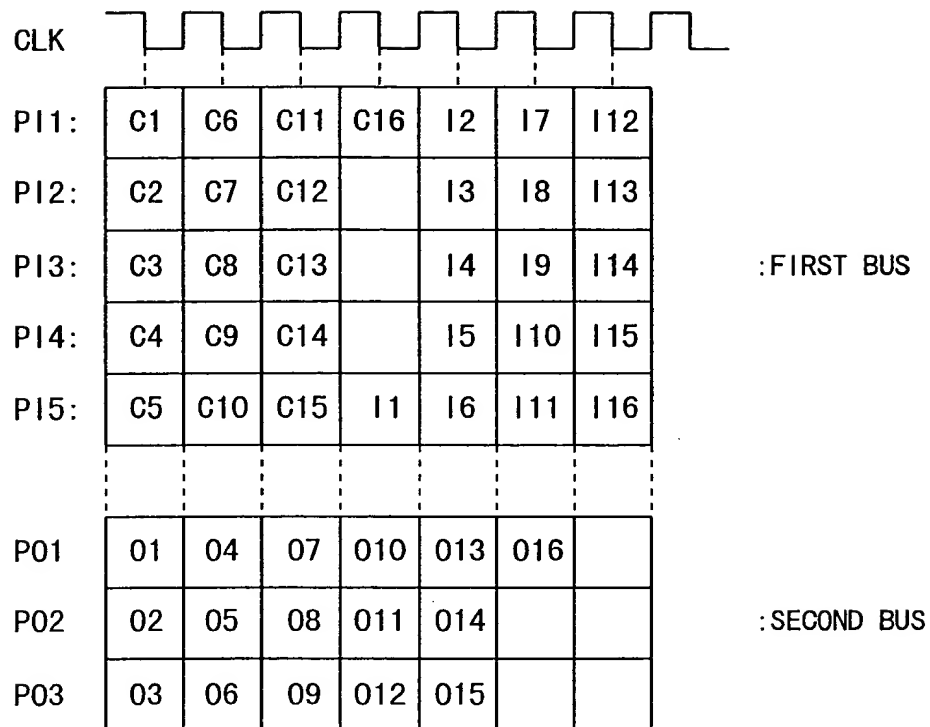 CLK
PI1: C1 C6 C11 C16 I2 I7 I12
PI2: C2 C7 C12 I3 I8 I13
PI3: C3 C8 C13 I4 I9 I14 :FIRST BUS
PI4: C4 C9 C14 I5 I10 I15
PI5: C5 C10 C15 I1 I6 I11 I16
PO1 O1 O4 O7 O10 O13 O16
PO2 O2 O5 O8 O11 O14 :SECOND BUS
PO3 O3 O6 O9 O12 O15